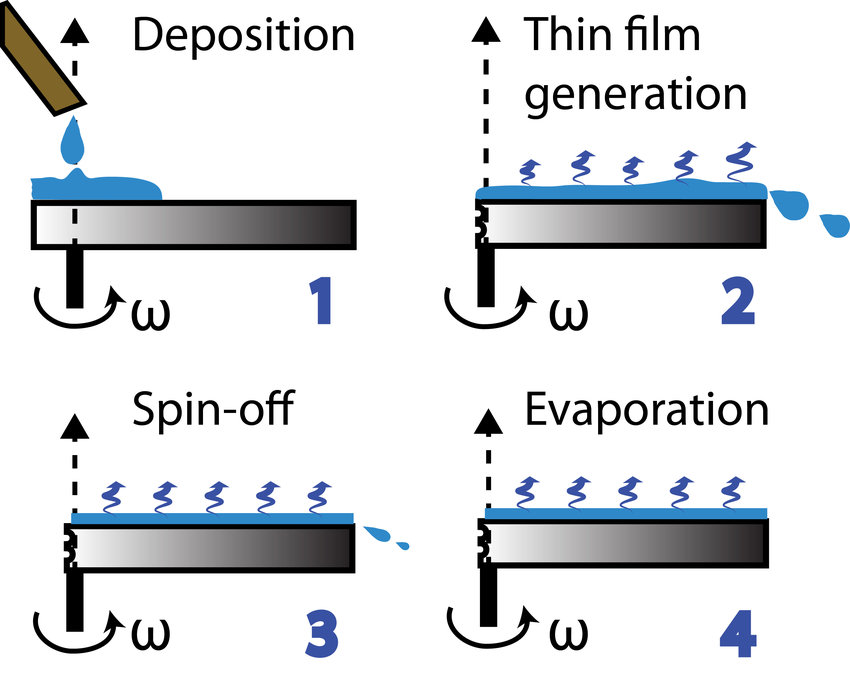 Deposition
ω
1
Thin film
generation
ω
2
Spin-off
ω
3
Evaporation
ω
4